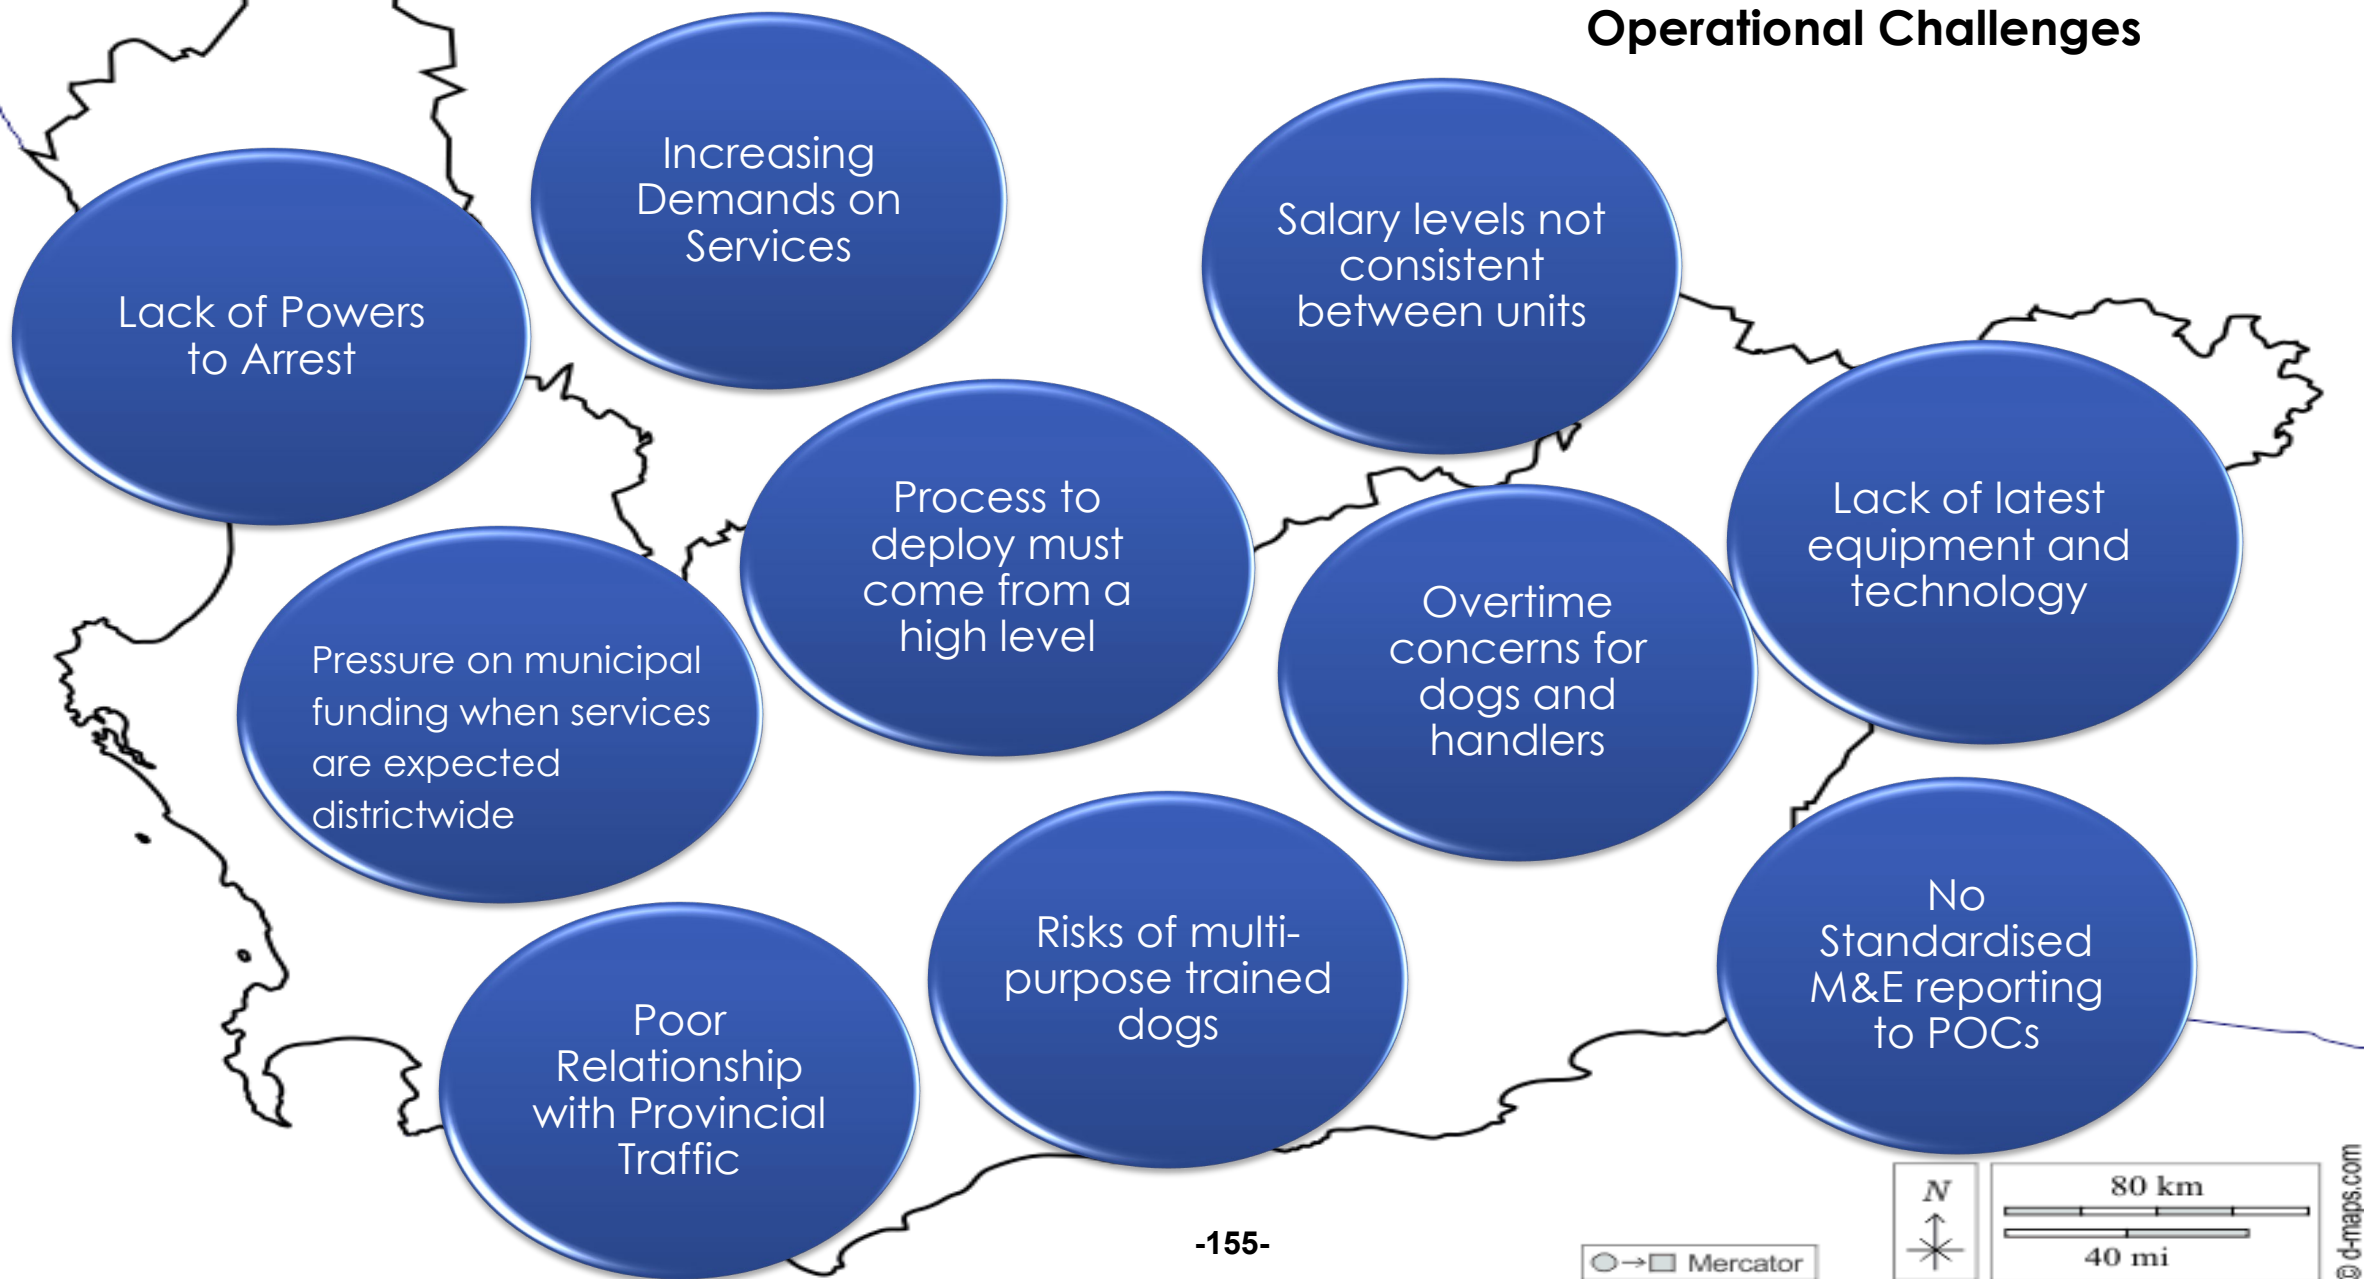 Operational Challenges
Increasing
Demands on
Services
Salary levels not
consistent
between units
Lack of Powers
to Arrest
Process to
deploy must
come from a
high level
Lack of latest
equipment and
technology
Overtime
concerns for
dogs and
handlers
Pressure on municipal
funding when services
are expected
districtwide
Risks of multi-
purpose trained
dogs
No
Standardised
M&E reporting
to POCs
Poor
Relationship
with Provincial
Traffic
-155-
Mercator
N
80 km
40 mi
© d-maps.com